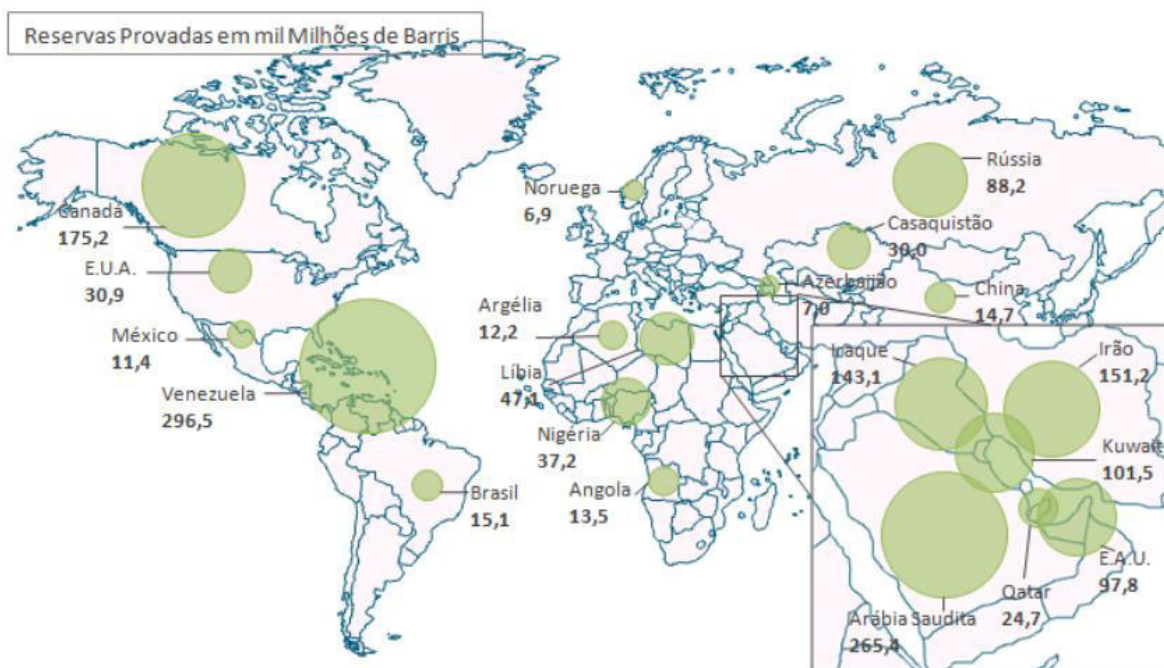 Reservas Provadas em mil Milhões de Barris
Canadá
175,2
E.U.A.
30,9
México
11,4
Venezuela
296,5
Brasil
15,1
Noruega
6,9
Argélia
12,2
Líbia
47,1
Nigéria
37,2
Angola
13,5
Rússia
88,2
Casaquistão
30,0
Azerbaijão
7,0
China
14,7
Iraque
143,1
Irão
151,2
Kuwait
101,5
E.A.U.
97,8
Qatar
24,7
Arábia Saudita
265,4